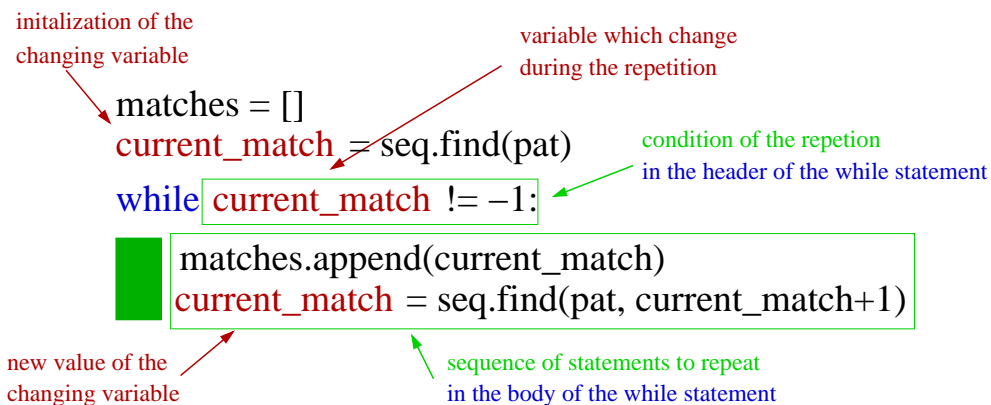 initalization of the
changing variable
variable which change
during the repetition
matches = []
current_match = seq.find(pat)
condition of the repetion
in the header of the while statement
while current_match != −1:
matches.append(current_match)
current_match = seq.find(pat, current_match+1)
new value of the
changing variable
sequence of statements to repeat
in the body of the while statement